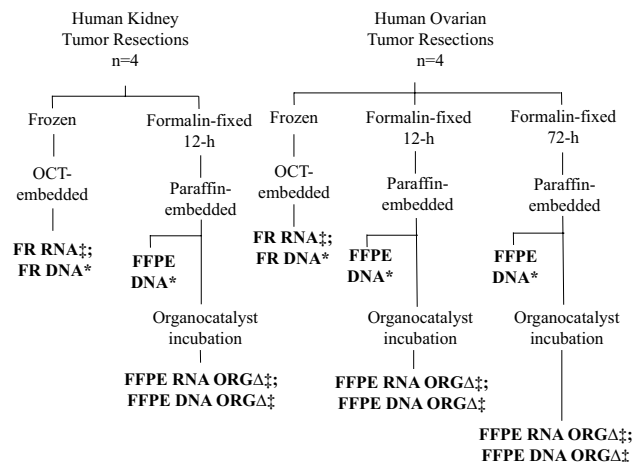 Human Kidney
Tumor Resections
n=4
Frozen
OCT-
embedded
FR RNA‡;
FR DNA*
Formalin-fixed
12-h
Paraffin-
embedded
FFPE
DNA*
Organocatalyst
incubation
FFPE RNA ORGΔ‡;
FFPE DNA ORGΔ‡
Human Ovarian
Tumor Resections
n=4
Frozen
OCT-
embedded
FR RNA‡;
FR DNA*
Formalin-fixed
12-h
Paraffin-
embedded
FFPE
DNA*
Organocatalyst
incubation
FFPE RNA ORGΔ‡;
FFPE DNA ORGΔ‡
Formalin-fixed
72-h
Paraffin-
embedded
FFPE
DNA*
Organocatalyst
incubation
FFPE RNA ORGΔ‡;
FFPE DNA ORGΔ‡